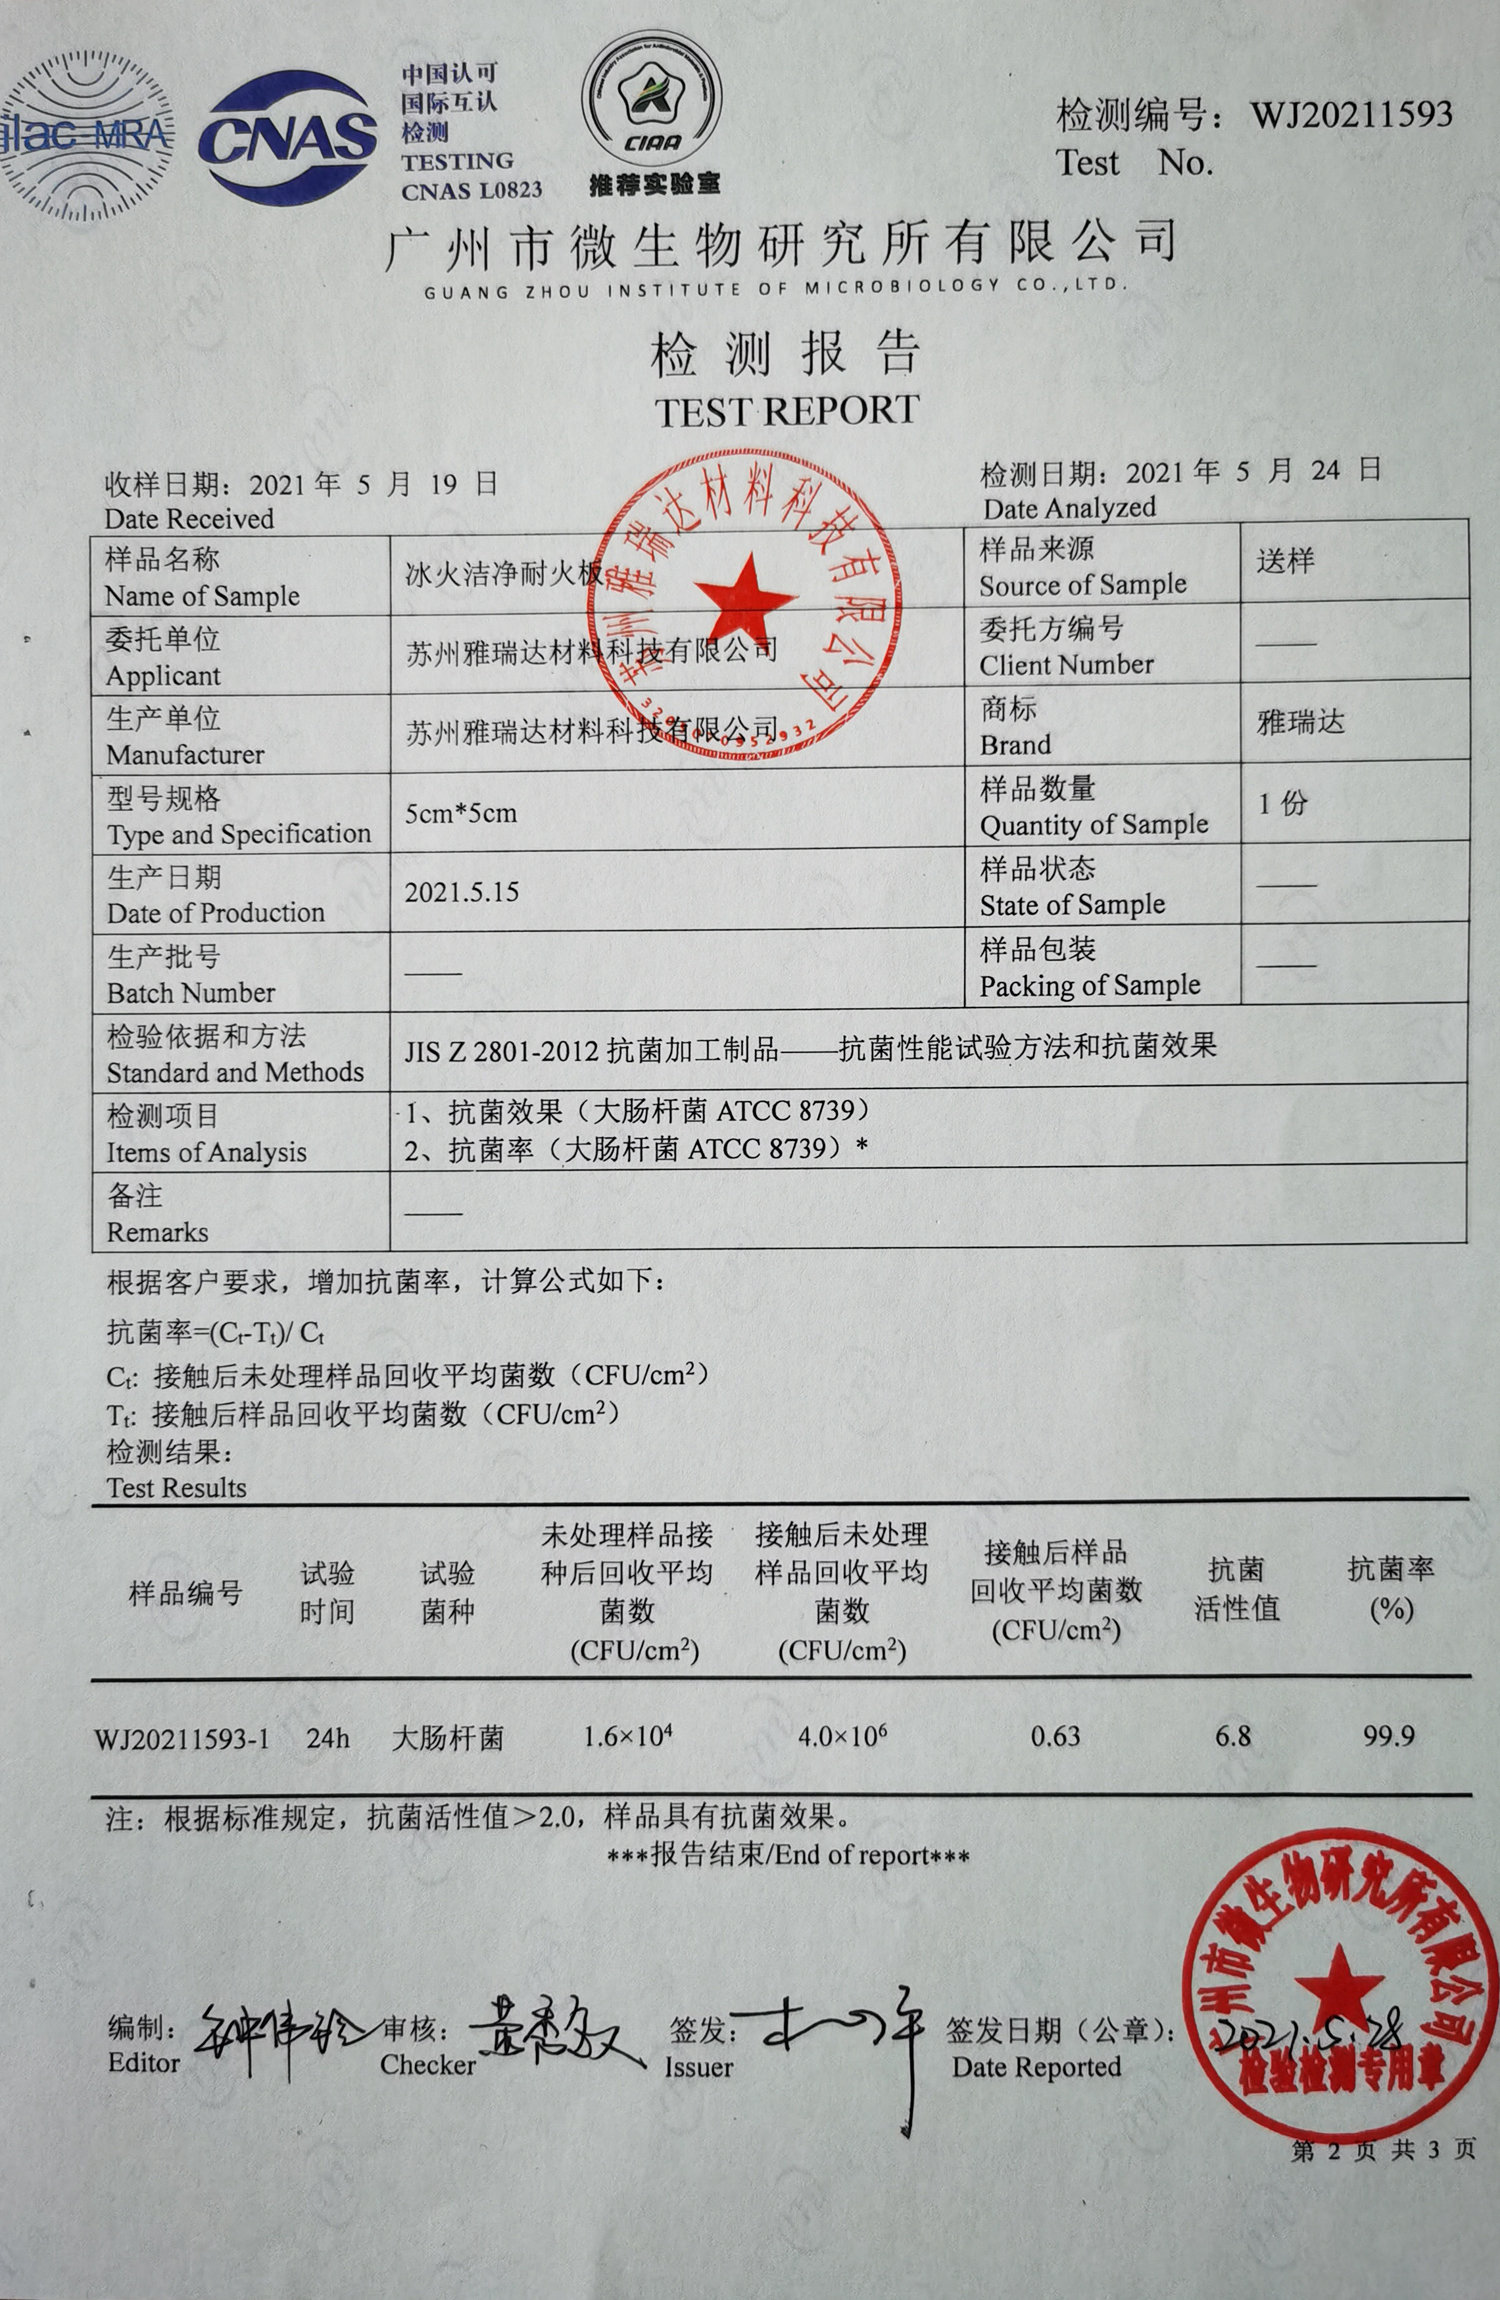 ilac-MRA
CNAS
中国认可
国际互认
检测
TESTING
CNAS L0823
CIAA
推荐实验室
检测编号：WJ20211593
Test No.
广州市微生物研究所有限公司
GUANG ZHOU INSTITUTE OF MICROBIOLOGY CO.,LTD.
检测报告
TEST REPORT
收样日期：2021年 5 月 19 日
Date Received
检测日期：2021年 5 月 24 日
Date Analyzed
样品名称
Name of Sample
冰火洁净耐火板
样品来源
Source of Sample
送样
委托单位
Applicant
苏州雅瑞达材料科技有限公司
委托方编号
Client Number
——
生产单位
Manufacturer
苏州雅瑞达材料科技有限公司
商标
Brand
雅瑞达
型号规格
Type and Specification
5cm*5cm
样品数量
Quantity of Sample
1 份
生产日期
Date of Production
2021.5.15
样品状态
State of Sample
——
生产批号
Batch Number
——
样品包装
Packing of Sample
——
检验依据和方法
Standard and Methods
JIS Z 2801-2012 抗菌加工制品——抗菌性能试验方法和抗菌效果
检测项目
Items of Analysis
1、抗菌效果（大肠杆菌 ATCC 8739）
2、抗菌率（大肠杆菌 ATCC 8739）*
备注
Remarks
——
苏州雅瑞达材料科技有限公司
根据客户要求，增加抗菌率，计算公式如下：
抗菌率=(Ct-Tt)/ Ct
Ct: 接触后未处理样品回收平均菌数（CFU/cm²）
Tt: 接触后样品回收平均菌数（CFU/cm²）
检测结果：
Test Results
样品编号
试验
时间
试验
菌种
未处理样品接
种后回收平均
菌数
(CFU/cm²)
接触后未处理
样品回收平均
菌数
(CFU/cm²)
接触后样品
回收平均菌数
(CFU/cm²)
抗菌
活性值
抗菌率
(%)
WJ20211593-1 24h 大肠杆菌 1.6×10⁴ 4.0×10⁶ 0.63 6.8 99.9
注：根据标准规定，抗菌活性值＞2.0，样品具有抗菌效果。
***报告结束/End of report***
编制：
Editor
审核：
Checker
签发：
Issuer
签发日期（公章）：
Date Reported
2021.5.28
广州市微生物研究所有限公司
检验检测专用章
第 2 页 共 3 页